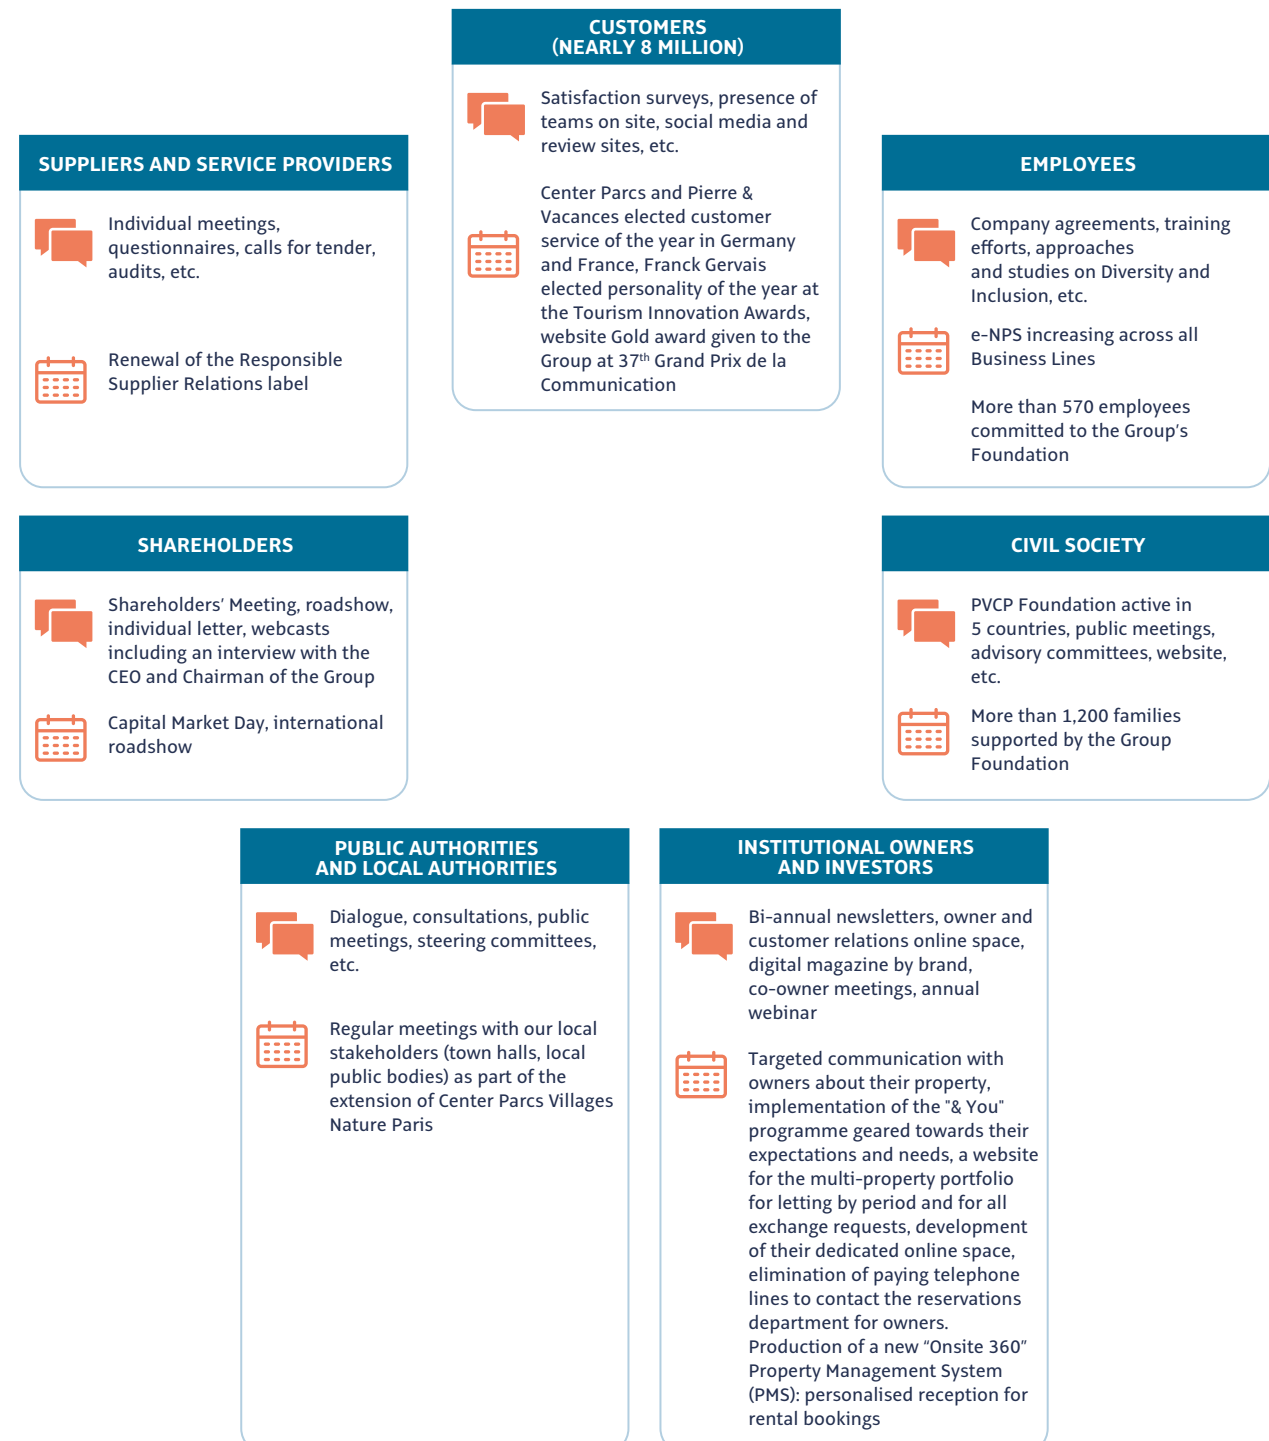 CUSTOMERS
(NEARLY 8 MILLION)
Satisfaction surveys, presence of
teams on site, social media and
review sites, etc.
Center Parcs and Pierre &
Vacances elected customer
service of the year in Germany
and France, Franck Gervais
elected personality of the year at
the Tourism Innovation Awards,
website Gold award given to the
Group at 37th Grand Prix de la
Communication
SUPPLIERS AND SERVICE PROVIDERS
Individual meetings,
questionnaires, calls for tender,
audits, etc.
Renewal of the Responsible
Supplier Relations label
EMPLOYEES
Company agreements, training
efforts, approaches
and studies on Diversity and
Inclusion, etc.
e-NPS increasing across all
Business Lines
More than 570 employees
committed to the Group's
Foundation
SHAREHOLDERS
Shareholders' Meeting, roadshow,
individual letter, webcasts
including an interview with the
CEO and Chairman of the Group
Capital Market Day, international
roadshow
CIVIL SOCIETY
PVCP Foundation active in
5 countries, public meetings,
advisory committees, website,
etc.
More than 1,200 families
supported by the Group
Foundation
PUBLIC AUTHORITIES
AND LOCAL AUTHORITIES
Dialogue, consultations, public
meetings, steering committees,
etc.
Regular meetings with our local
stakeholders (town halls, local
public bodies) as part of the
extension of Center Parcs Villages
Nature Paris
INSTITUTIONAL OWNERS
AND INVESTORS
Bi-annual newsletters, owner and
customer relations online space,
digital magazine by brand,
co-owner meetings, annual
webinar
Targeted communication with
owners about their property,
implementation of the "& You"
programme geared towards their
expectations and needs, a website
for the multi-property portfolio
for letting by period and for all
exchange requests, development
of their dedicated online space,
elimination of paying telephone
lines to contact the reservations
department for owners.
Production of a new “Onsite 360”
Property Management System
(PMS): personalised reception for
rental bookings